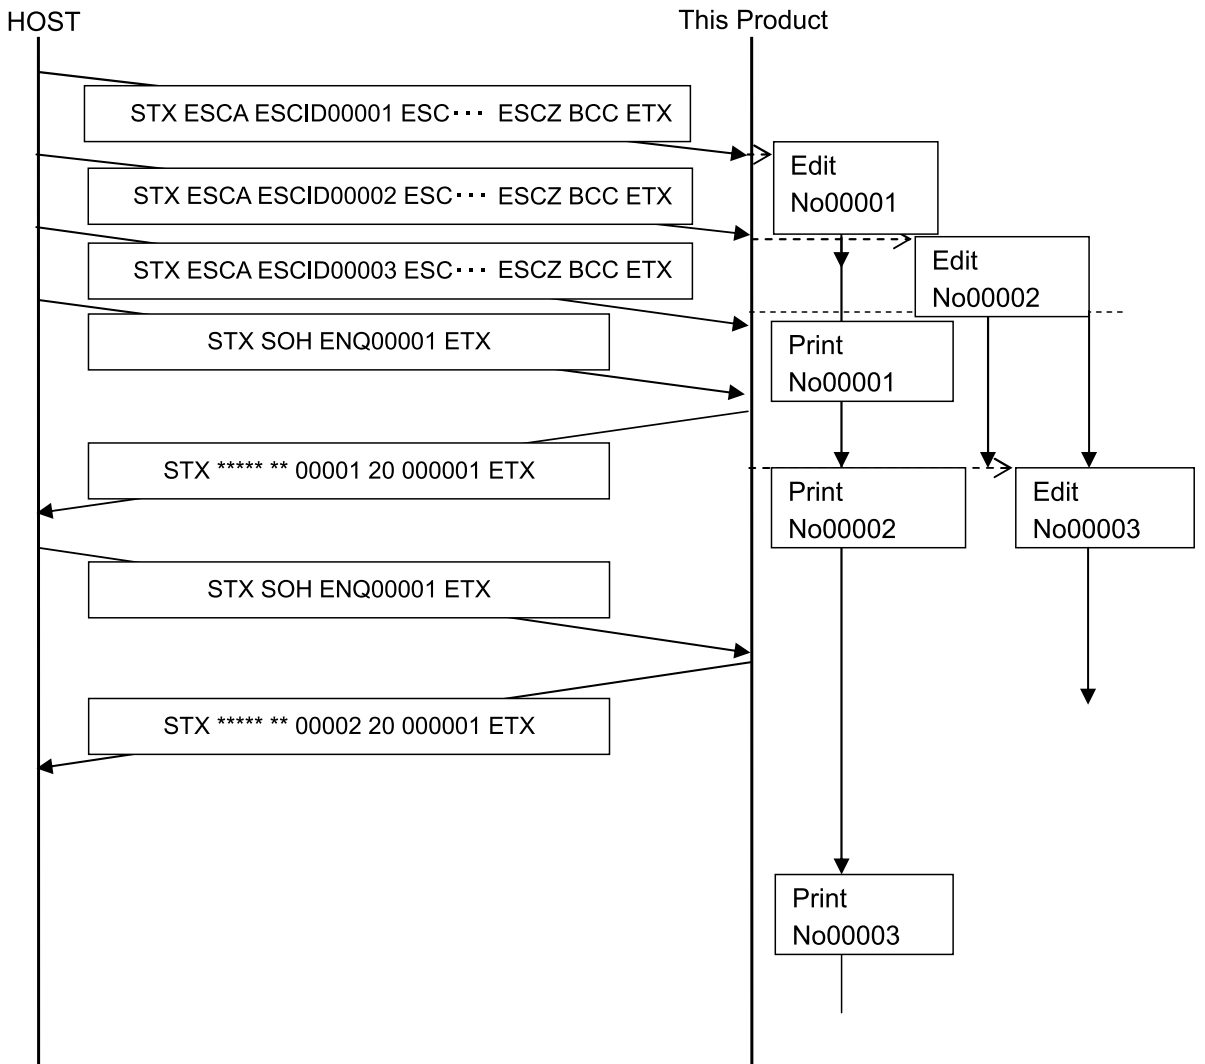 HOST
This Product
STX ESCA ESCID00001 ESC··· ESCZ BCC ETX
Edit
No00001
STX ESCA ESCID00002 ESC··· ESCZ BCC ETX
Edit
No00002
STX ESCA ESCID00003 ESC··· ESCZ BCC ETX
STX SOH ENQ00001 ETX
Print
No00001
STX ***** ** 00001 20 000001 ETX
Print
No00002
Edit
No00003
STX SOH ENQ00001 ETX
STX ***** ** 00002 20 000001 ETX
Print
No00003